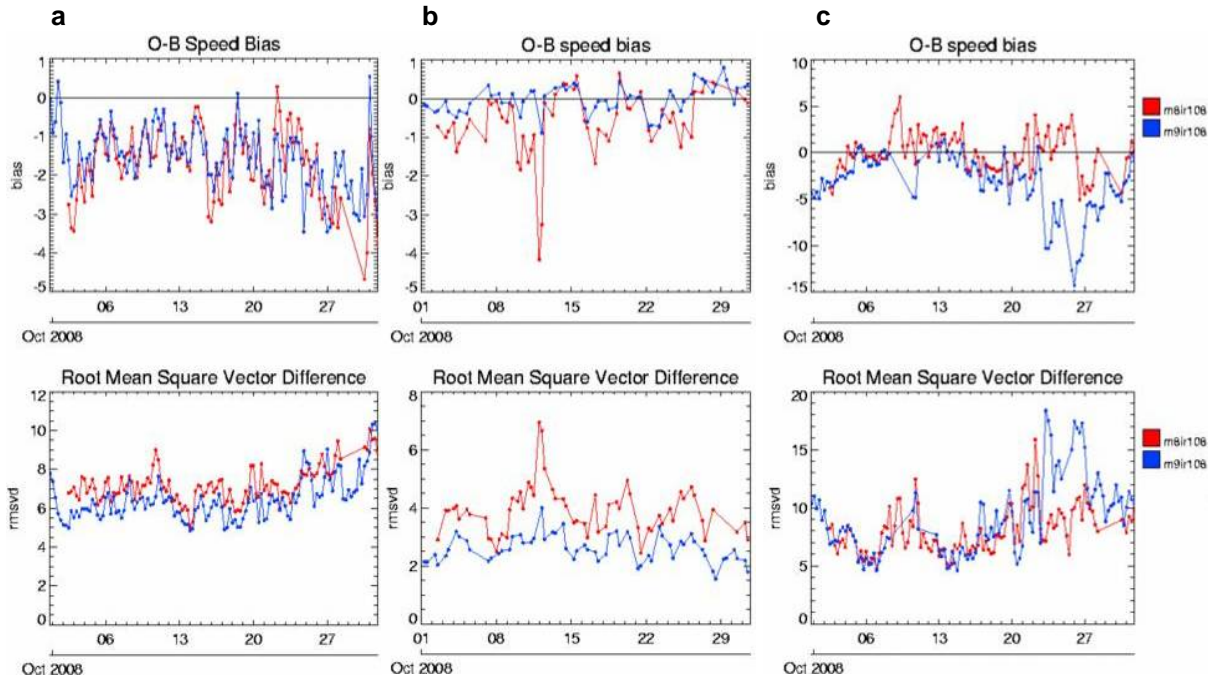 a b c
O-B Speed Bias O-B speed bias O-B speed bias
1 1 10
0 0 5
-1 -1 0
-2 -2 -5
-3 -3 -10
-4 -4 -15
-5 -5
bias bias bias
m8ir108
m9ir108
06 13 20 27 01 08 15 22 29 06 13 20 27
Oct 2008 Oct 2008 Oct 2008
Root Mean Square Vector Difference Root Mean Square Vector Difference Root Mean Square Vector Difference
12 8 20
10 6 15
8 4 10
6 2 5
4 0 0
2
0
rmsvd rmsvd rmsvd
m8ir108
m9ir108
06 13 20 27 01 08 15 22 29 06 13 20 27
Oct 2008 Oct 2008 Oct 2008